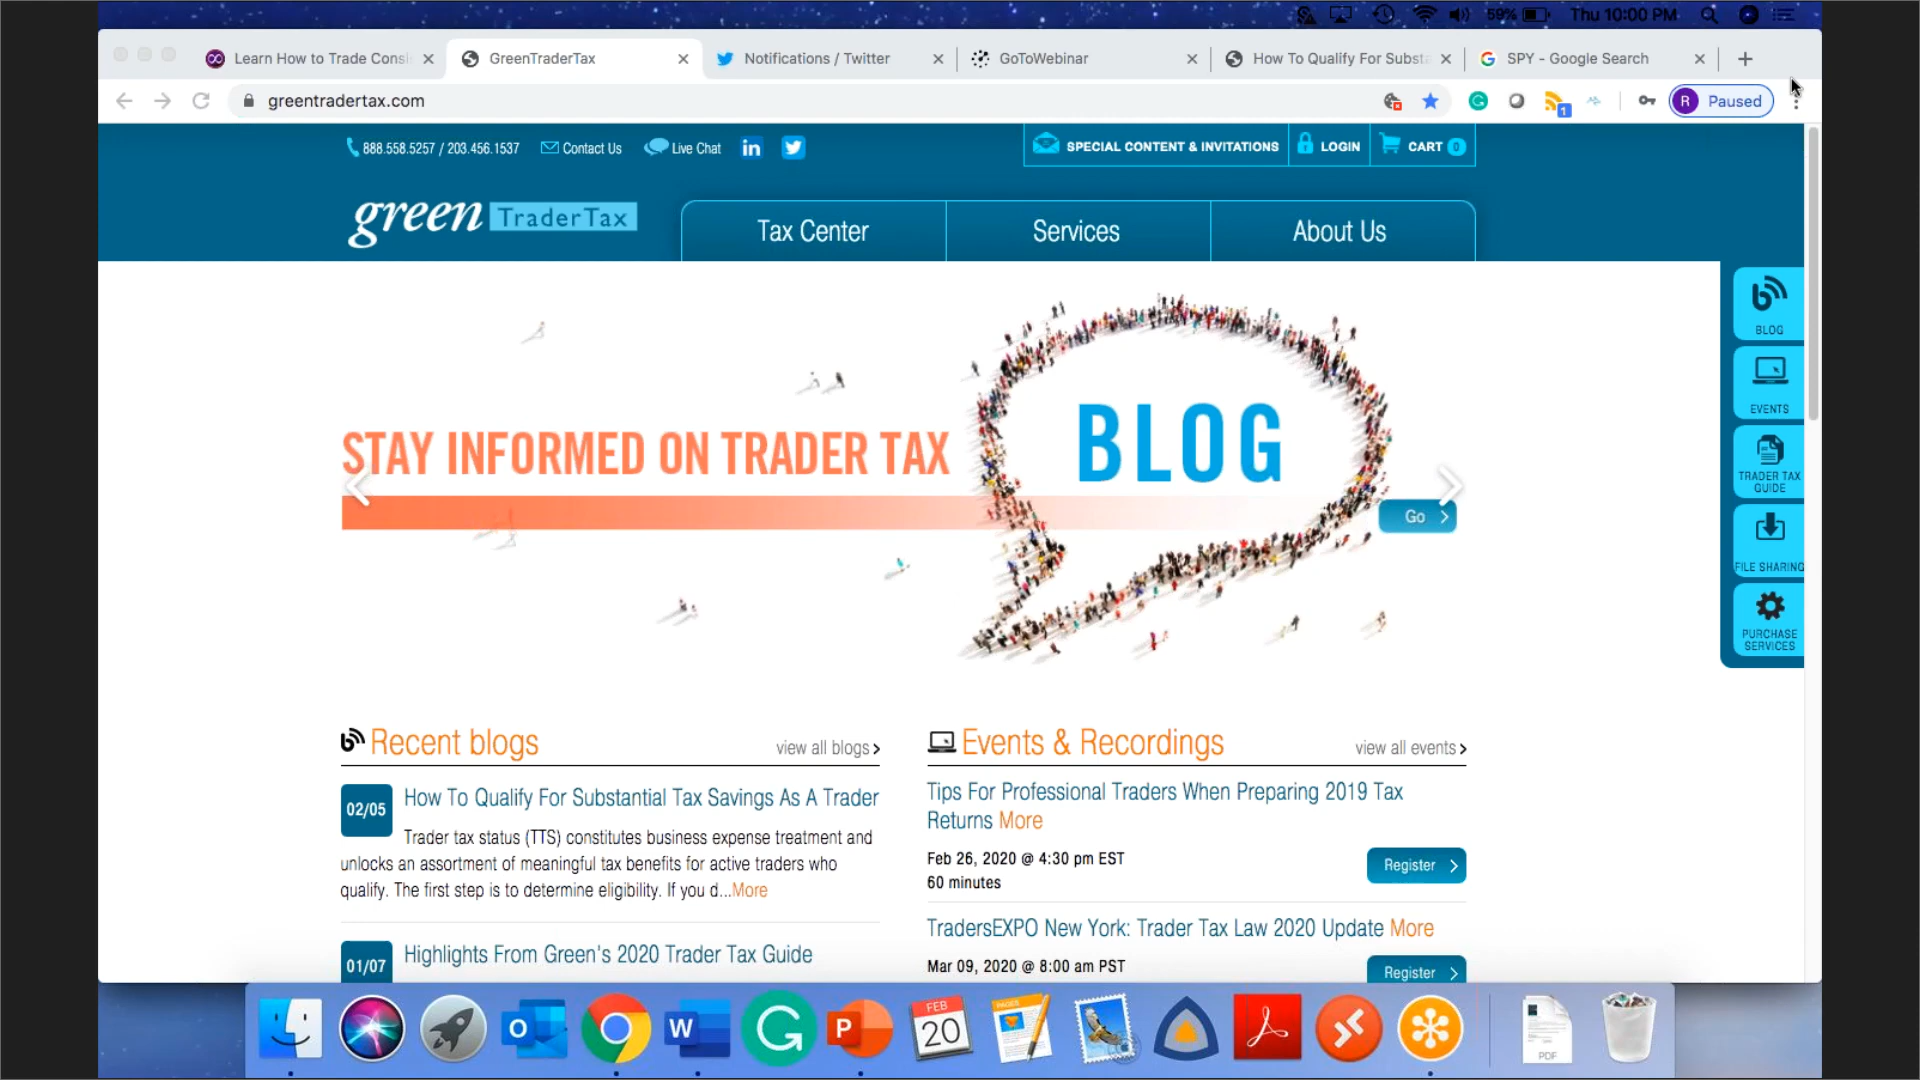 59%
Thu 10:00 PM
Learn How to Trade Consis
GreenTraderTax
Notifications / Twitter
GoToWebinar
How To Qualify For Substa
SPY - Google Search
greentradertax.com
1
R
Paused
888.558.5257 / 203.456.1537
Contact Us
Live Chat
in
SPECIAL CONTENT & INVITATIONS
LOGIN
CART 0
green TraderTax
Tax Center
Services
About Us
BLOG
EVENTS
TRADER TAX
GUIDE
FILE SHARING
PURCHASE
SERVICES
STAY INFORMED ON TRADER TAX
BLOG
Go
Recent blogs
view all blogs
02/05
How To Qualify For Substantial Tax Savings As A Trader
Trader tax status (TTS) constitutes business expense treatment and
unlocks an assortment of meaningful tax benefits for active traders who
qualify. The first step is to determine eligibility. If you d...More
01/07
Highlights From Green's 2020 Trader Tax Guide
Events & Recordings
view all events
Tips For Professional Traders When Preparing 2019 Tax
Returns More
Feb 26, 2020 @ 4:30 pm EST
60 minutes
Register
TradersEXPO New York: Trader Tax Law 2020 Update More
Mar 09, 2020 @ 8:00 am PST
Register
O
W
G
P
FEB
20
PAGES
PDF